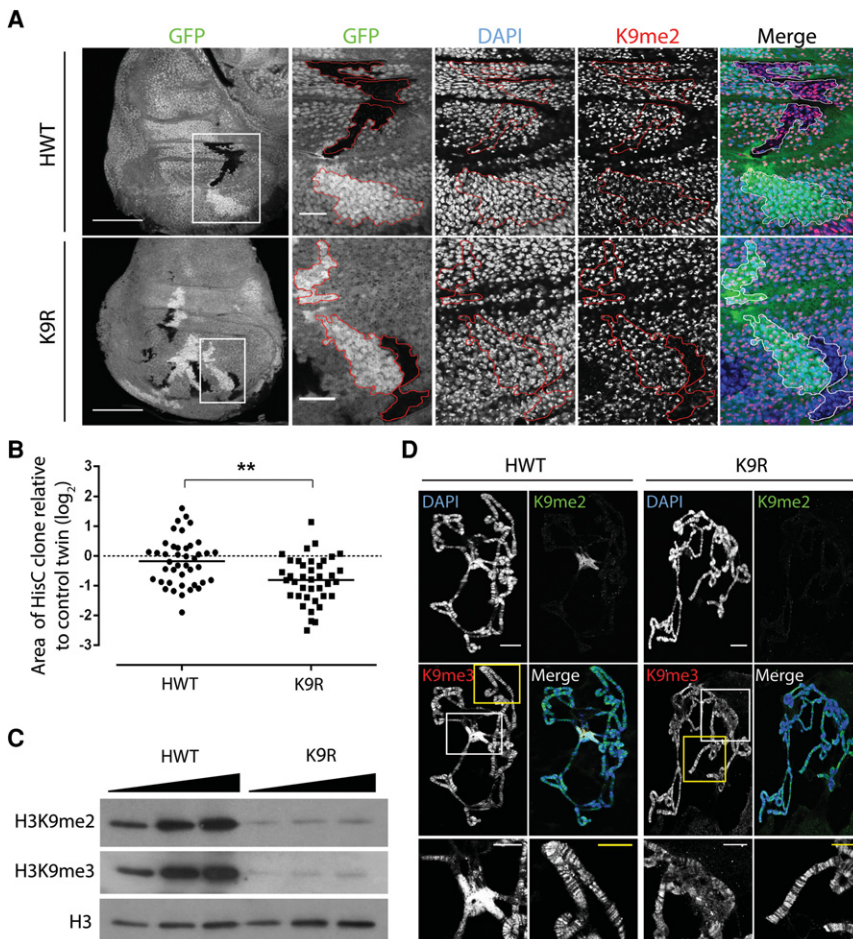 A
GFP GFP DAPI K9me2 Merge
HWT
K9R
B
**
3
2
1
0
-1
-2
-3
Area of HisC clone relative
to control twin (log2)
HWT K9R
C
HWT K9R
H3K9me2
H3K9me3
H3
D
HWT K9R
DAPI K9me2 DAPI K9me2
K9me3 Merge K9me3 Merge